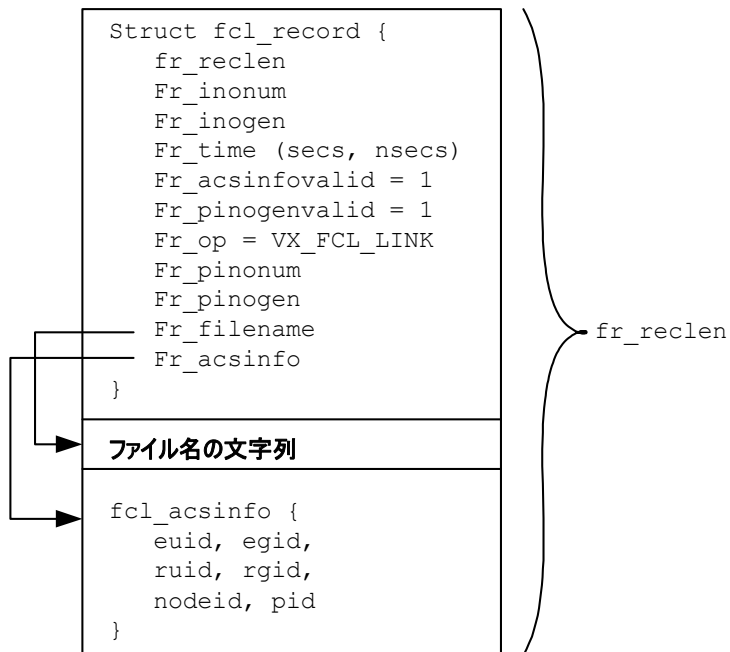 Struct fcl_record {
fr_reclen
Fr_inonum
Fr_inogen
Fr_time (secs, nsecs)
Fr_acsinfovalid = 1
Fr_pinogenvalid = 1
Fr_op = VX_FCL_LINK
Fr_pinonum
Fr_pinogen
Fr_filename
Fr_acsinfo
}
fr_reclen
ファイル名の文字列
fcl_acsinfo {
euid, egid,
ruid, rgid,
nodeid, pid
}